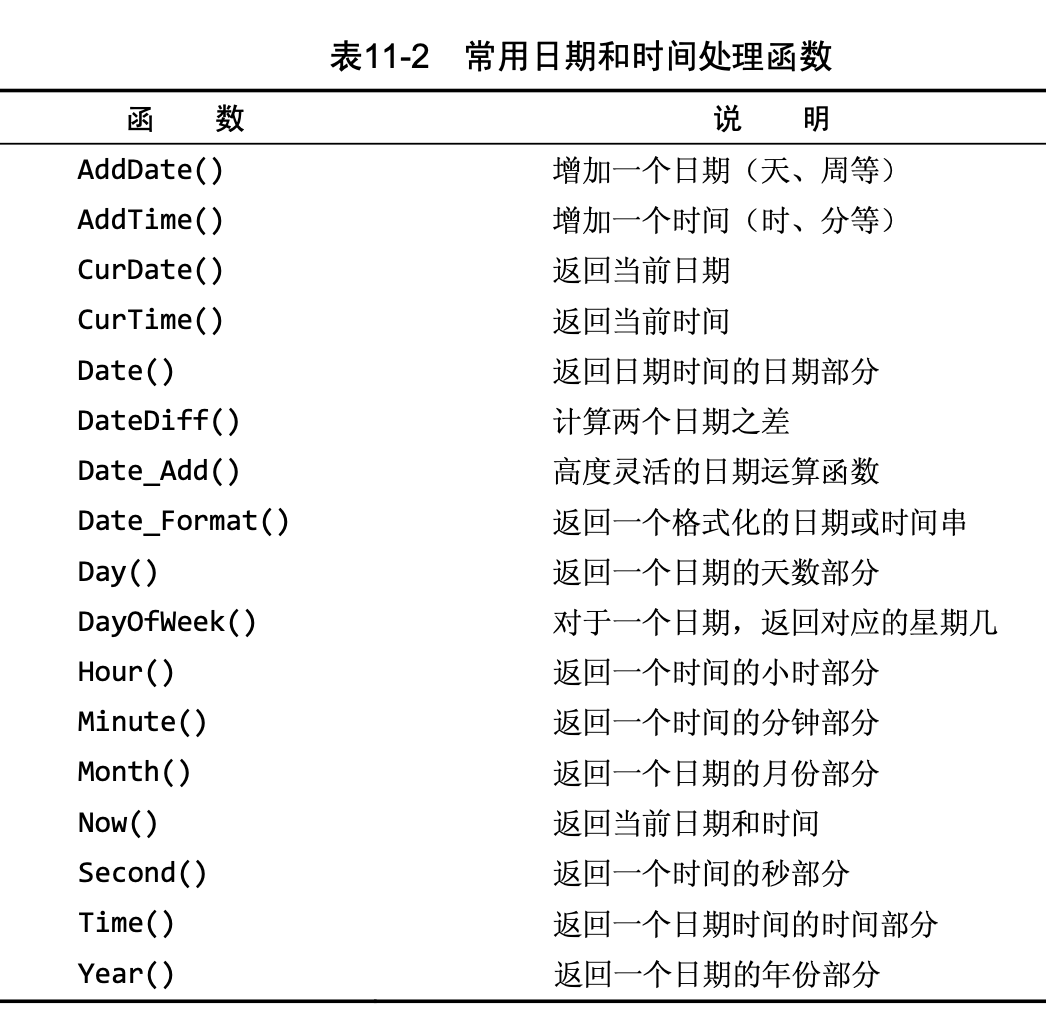 表11-2 常用日期和时间处理函数
函 数 说 明
AddDate() 增加一个日期（天、周等）
AddTime() 增加一个时间（时、分等）
CurDate() 返回当前日期
CurTime() 返回当前时间
Date() 返回日期时间的日期部分
DateDiff() 计算两个日期之差
Date_Add() 高度灵活的日期运算函数
Date_Format() 返回一个格式化的日期或时间串
Day() 返回一个日期的天数部分
DayOfWeek() 对于一个日期，返回对应的星期几
Hour() 返回一个时间的小时部分
Minute() 返回一个时间的分钟部分
Month() 返回一个日期的月份部分
Now() 返回当前日期和时间
Second() 返回一个时间的秒部分
Time() 返回一个日期时间的时间部分
Year() 返回一个日期的年份部分